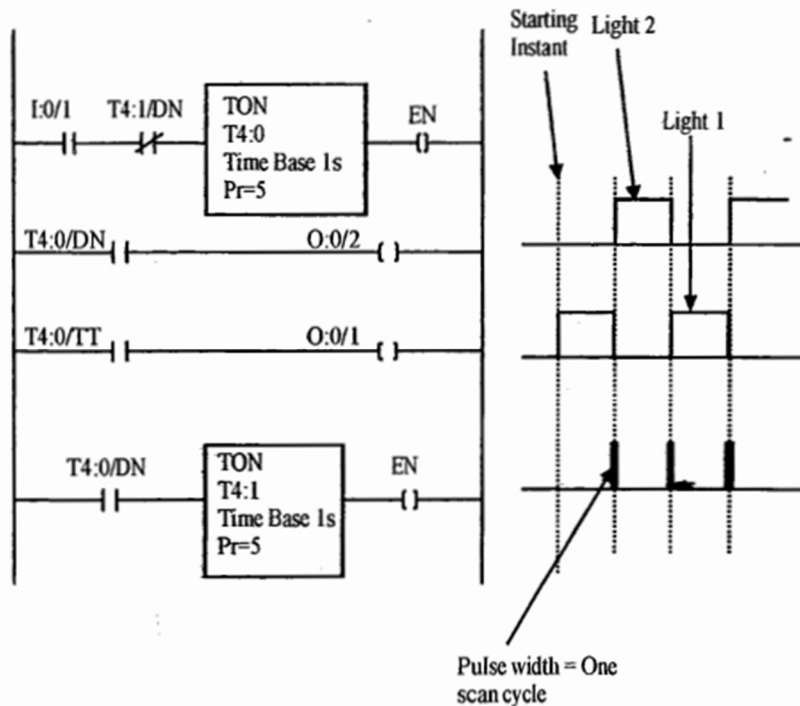 Starting
Instant
Light 2
I:0/1
T4:1/DN
TON
T4:0
Time Base 1s
Pr=5
EN
Light 1
T4:0/DN
O:0/2
T4:0/TT
O:0/1
T4:0/DN
TON
T4:1
Time Base 1s
Pr=5
EN
Pulse width = One
scan cycle